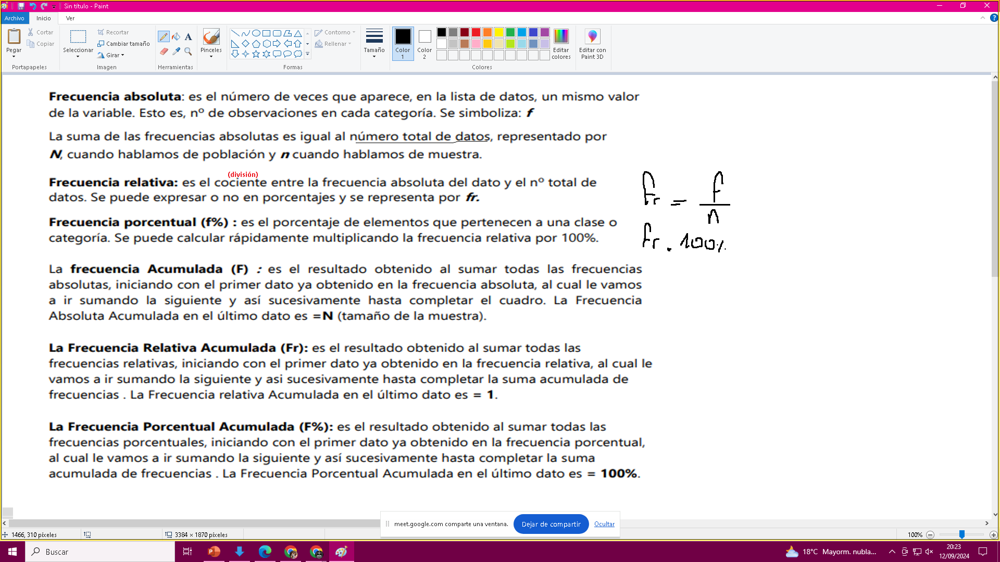 Sin título - Paint
Archivo Inicio Ver
Pegar Cortar Copiar Portapapeles
Seleccionar Recortar Cambiar tamaño Girar Imagen
Herramientas
Pinceles
Contorno Rellenar Formas
Tamaño
Color 1 Color 2 Editar colores Colores
Editar con Paint 3D
Frecuencia absoluta: es el número de veces que aparece, en la lista de datos, un mismo valor
de la variable. Esto es, nº de observaciones en cada categoría. Se simboliza: f
La suma de las frecuencias absolutas es igual al número total de datos, representado por
N, cuando hablamos de población y n cuando hablamos de muestra.
(división)
Frecuencia relativa: es el cociente entre la frecuencia absoluta del dato y el nº total de
datos. Se puede expresar o no en porcentajes y se representa por fr.
fr = f
n
Frecuencia porcentual (f%) : es el porcentaje de elementos que pertenecen a una clase o
categoría. Se puede calcular rápidamente multiplicando la frecuencia relativa por 100%.
fr . 100%
La frecuencia Acumulada (F) : es el resultado obtenido al sumar todas las frecuencias
absolutas, iniciando con el primer dato ya obtenido en la frecuencia absoluta, al cual le vamos
a ir sumando la siguiente y así sucesivamente hasta completar el cuadro. La Frecuencia
Absoluta Acumulada en el último dato es =N (tamaño de la muestra).
La Frecuencia Relativa Acumulada (Fr): es el resultado obtenido al sumar todas las
frecuencias relativas, iniciando con el primer dato ya obtenido en la frecuencia relativa, al cual le
vamos a ir sumando la siguiente y asi sucesivamente hasta completar la suma acumulada de
frecuencias . La Frecuencia relativa Acumulada en el último dato es = 1.
La Frecuencia Porcentual Acumulada (F%): es el resultado obtenido al sumar todas las
frecuencias porcentuales, iniciando con el primer dato ya obtenido en la frecuencia porcentual,
al cual le vamos a ir sumando la siguiente y así sucesivamente hasta completar la suma
acumulada de frecuencias . La Frecuencia Porcentual Acumulada en el último dato es = 100%.
meet.google.com comparte una ventana. Dejar de compartir Ocultar
1466, 310 píxeles 3384 × 1870 píxeles 100%
Buscar
18°C Mayorm. nubla...
20:23
12/09/2024